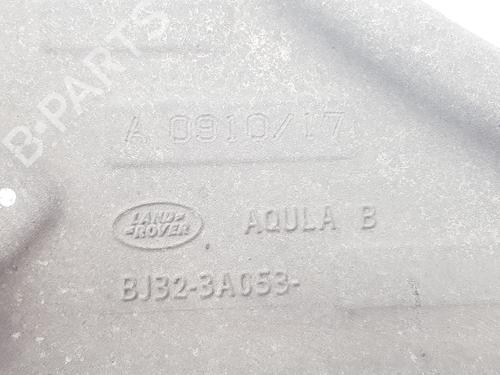 B-PARTS
A 0910/17
LAND-
ROVER
AQULA B
BJ32-3A053-